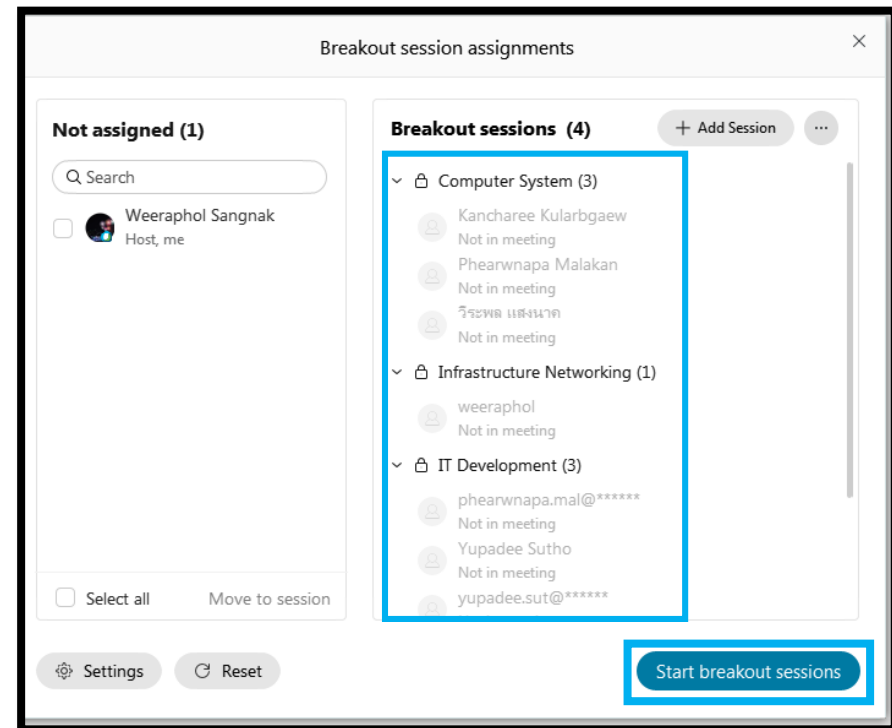 Breakout session assignments
Not assigned (1)
Search
Weeraphol Sangnak
Host, me
Select all
Move to session
Breakout sessions (4)
+ Add Session
...
Computer System (3)
Kancharee Kularbgaew
Not in meeting
Phearwnapa Malakan
Not in meeting
วีระพล แสงนาค
Not in meeting
Infrastructure Networking (1)
weeraphol
Not in meeting
IT Development (3)
phearwnapa.mal@******
Not in meeting
Yupadee Sutho
Not in meeting
yupadee.sut@******
Settings
Reset
Start breakout sessions